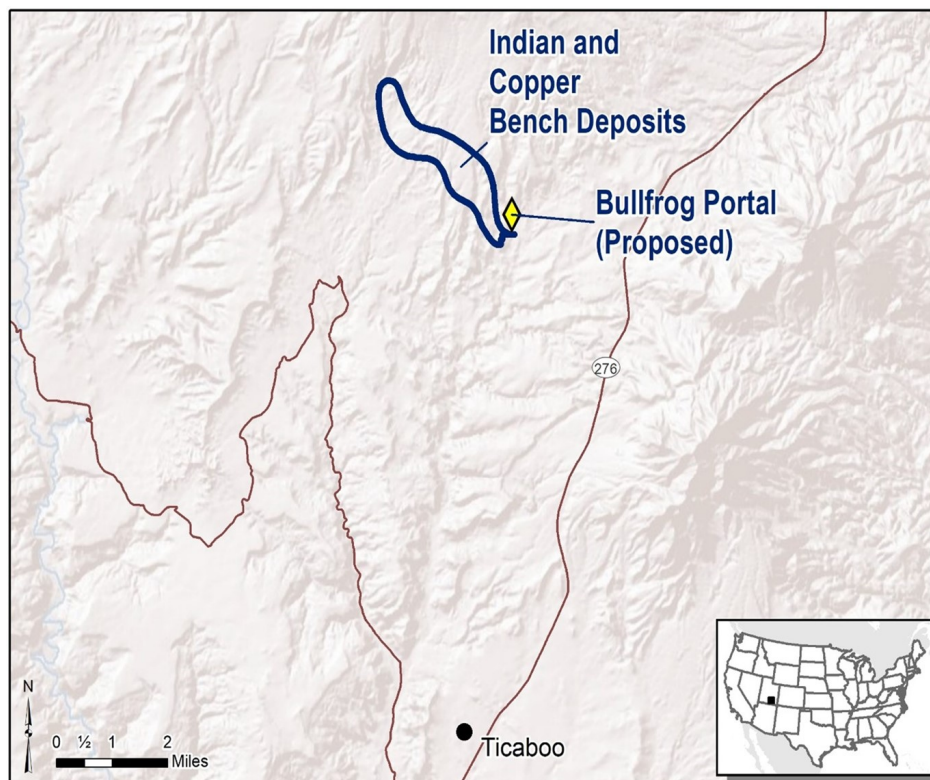 Indian and
Copper
Bench Deposits
Bullfrog Portal
(Proposed)
276
N
0 ½ 1 2
Miles
Ticaboo